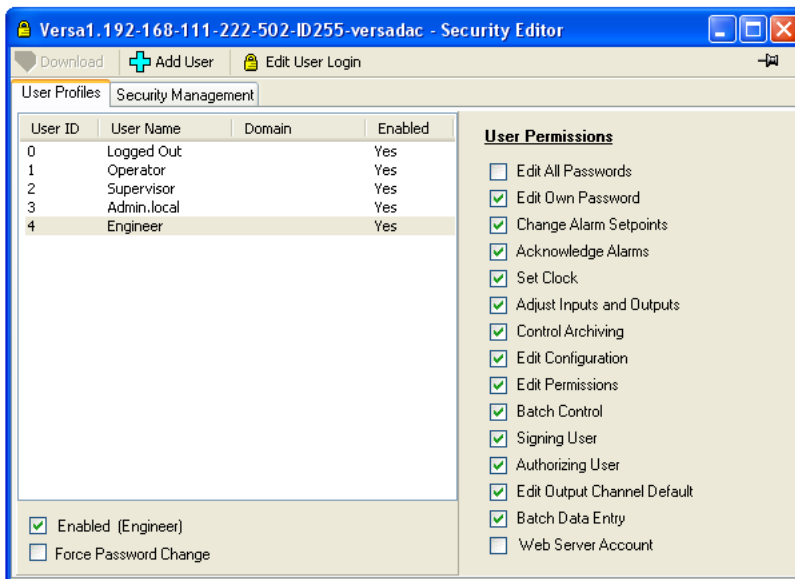 Versa1.192-168-111-222-502-ID255-versadac - Security Editor
Download Add User Edit User Login
User Profiles Security Management
User ID User Name Domain Enabled
0 Logged Out Yes
1 Operator Yes
2 Supervisor Yes
3 Admin.local Yes
4 Engineer Yes
Enabled (Engineer)
Force Password Change
User Permissions
Edit All Passwords
Edit Own Password
Change Alarm Setpoints
Acknowledge Alarms
Set Clock
Adjust Inputs and Outputs
Control Archiving
Edit Configuration
Edit Permissions
Batch Control
Signing User
Authorizing User
Edit Output Channel Default
Batch Data Entry
Web Server Account